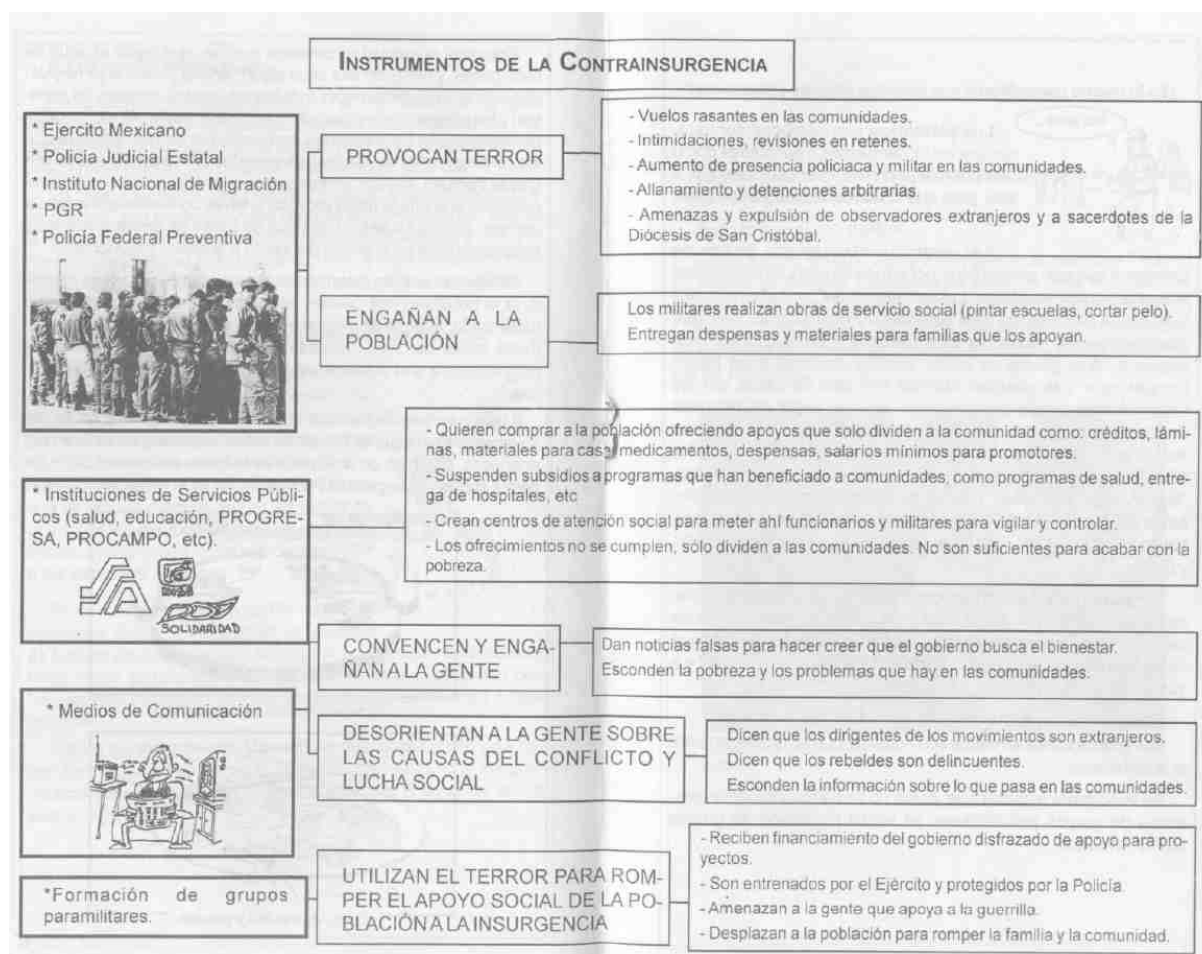 INSTRUMENTOS DE LA CONTRAINSURGENCIA
* Ejercito Mexicano
* Policia Judicial Estatal
* Instituto Nacional de Migración
* PGR
* Policia Federal Preventiva
PROVOCAN TERROR
- Vuelos rasantes en las comunidades.
- Intimidaciones, revisiones en retenes.
- Aumento de presencia policiaca y militar en las comunidades.
- Allanamiento y detenciones arbitrarias.
- Amenazas y expulsión de observadores extranjeros y a sacerdotes de la
Diócesis de San Cristóbal.
ENGAÑAN A LA
POBLACIÓN
Los militares realizan obras de servicio social (pintar escuelas, cortar pelo).
Entregan despensas y materiales para familias que los apoyan.
* Instituciones de Servicios Públi-
cos (salud, educación, PROGRE-
SA, PROCAMPO, etc).
SOLIDARIDAD
- Quieren comprar a la población ofreciendo apoyos que solo dividen a la comunidad como: créditos, lámi-
nas, materiales para casa, medicamentos, despensas, salarios mínimos para promotores.
- Suspenden subsidios a programas que han beneficiado a comunidades, como programas de salud, entre-
ga de hospitales, etc
- Crean centros de atención social para meter ahí funcionarios y militares para vigilar y controlar.
- Los ofrecimientos no se cumplen, sólo dividen a las comunidades. No son suficientes para acabar con la
pobreza.
CONVENCEN Y ENGA-
ÑAN A LA GENTE
Dan noticias falsas para hacer creer que el gobierno busca el bienestar.
Esconden la pobreza y los problemas que hay en las comunidades.
* Medios de Comunicación
DESORIENTAN A LA GENTE SOBRE
LAS CAUSAS DEL CONFLICTO Y
LUCHA SOCIAL
Dicen que los dirigentes de los movimientos son extranjeros.
Dicen que los rebeldes son delincuentes.
Esconden la información sobre lo que pasa en las comunidades.
*Formación de grupos
paramilitares.
UTILIZAN EL TERROR PARA ROM-
PER EL APOYO SOCIAL DE LA PO-
BLACIÓN A LA INSURGENCIA
- Reciben financiamiento del gobierno disfrazado de apoyo para pro-
yectos.
- Son entrenados por el Ejército y protegidos por la Policía.
- Amenazan a la gente que apoya a la guerrilla.
- Desplazan a la población para romper la familia y la comunidad.